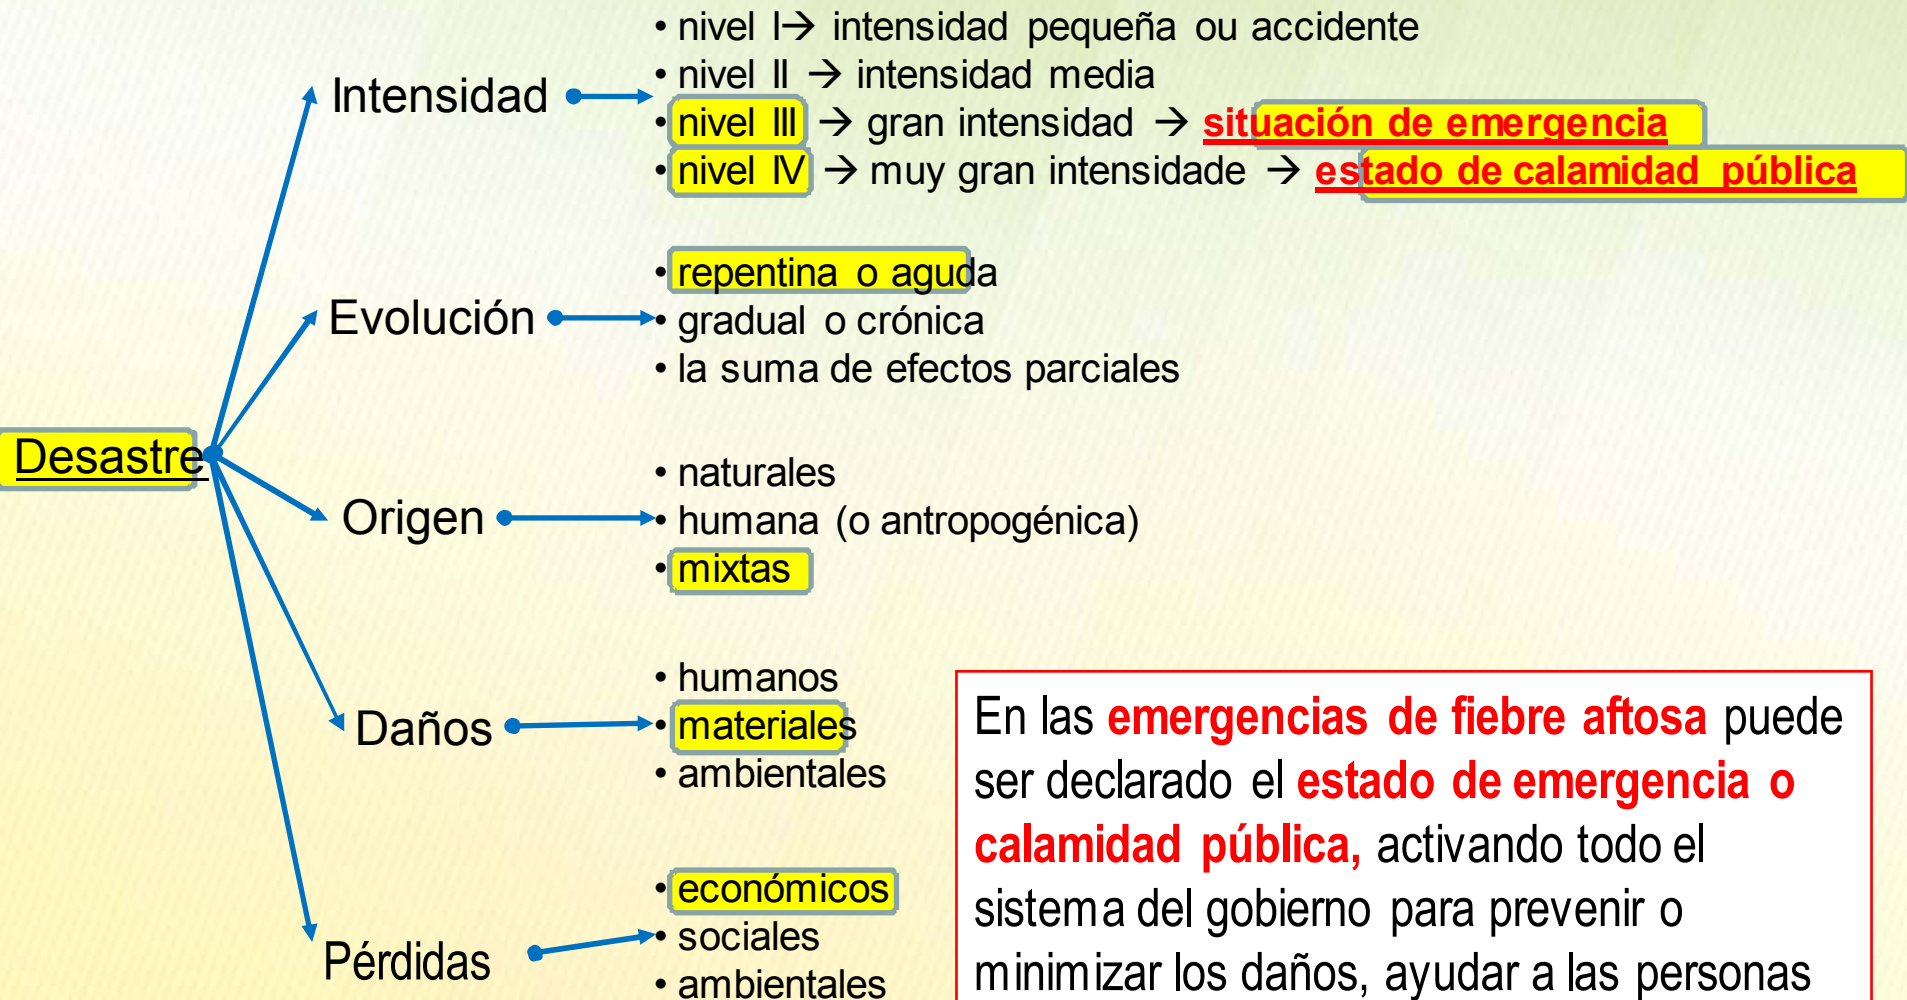 • nivel I→ intensidad pequeña ou accidente
• nivel II → intensidad media
• nivel III → gran intensidad → situación de emergencia
• nivel IV → muy gran intensidade → estado de calamidad pública
Intensidad
• repentina o aguda
• gradual o crónica
• la suma de efectos parciales
Evolución
Desastre
• naturales
• humana (o antropogénica)
• mixtas
Origen
• humanos
• materiales
• ambientales
Daños
• económicos
• sociales
• ambientales
Pérdidas
En las emergencias de fiebre aftosa puede
ser declarado el estado de emergencia o
calamidad pública, activando todo el
sistema del gobierno para prevenir o
minimizar los daños, ayudar a las personas